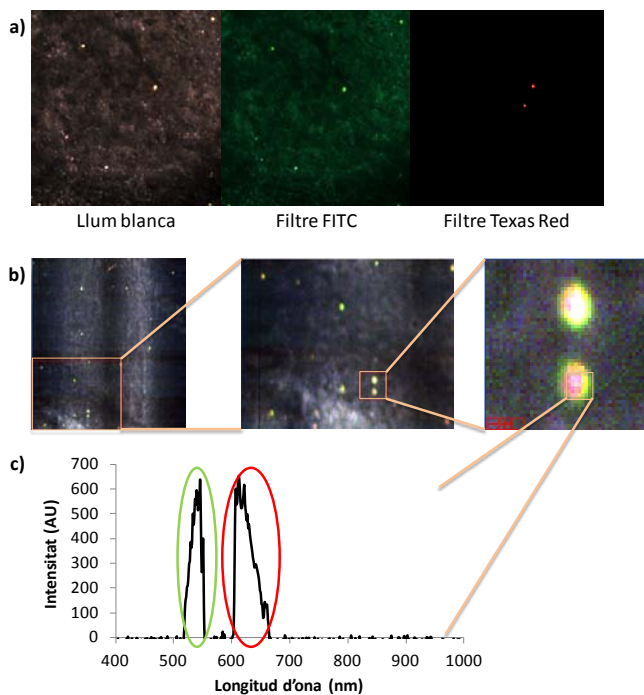 a)
Llum blanca
Filtre FITC
Filtre Texas Red
b)
c)
Intensitat (AU)
700
600
500
400
300
200
100
0
400 500 600 700 800 900 1000
Longitud d'ona (nm)